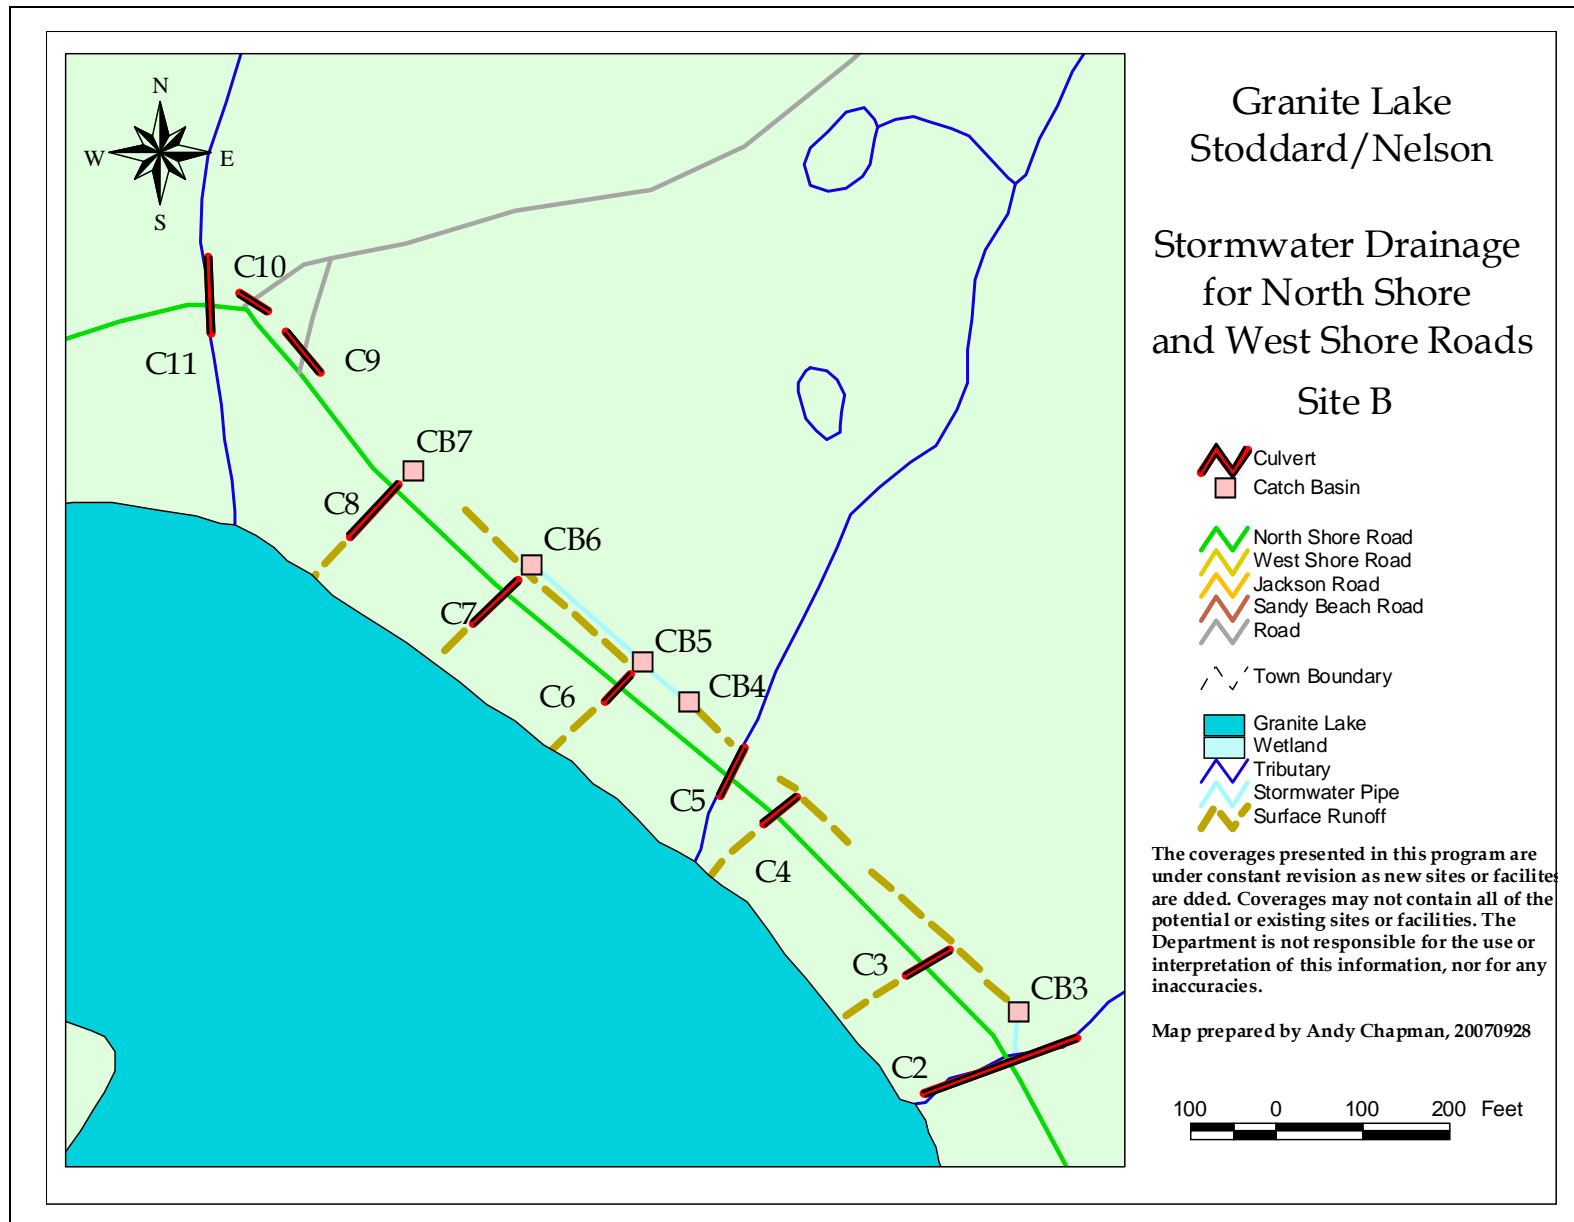 Granite Lake
Stoddard/Nelson
Stormwater Drainage
for North Shore
and West Shore Roads
Site B
Culvert
Catch Basin
North Shore Road
West Shore Road
Jackson Road
Sandy Beach Road
Road
Town Boundary
Granite Lake
Wetland
Tributary
Stormwater Pipe
Surface Runoff
The coverages presented in this program are
under constant revision as new sites or facilites
are dded. Coverages may not contain all of the
potential or existing sites or facilities. The
Department is not responsible for the use or
interpretation of this information, nor for any
inaccuracies.
Map prepared by Andy Chapman, 20070928
100 0 100 200 Feet
N
W E
S
C10
C11
C9
CB7
C8
CB6
C7
CB5
C6
CB4
C5
C4
C3
CB3
C2